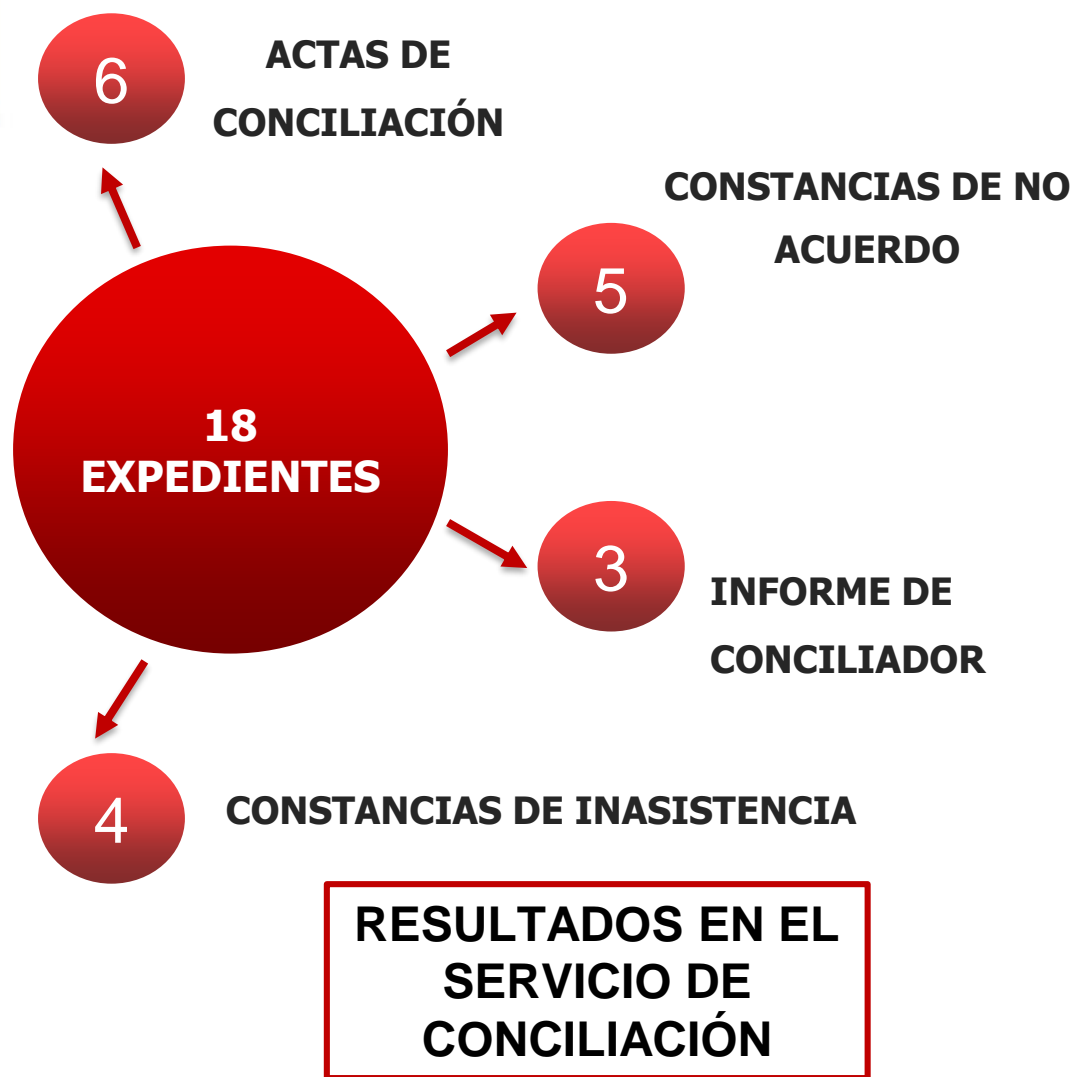 6
ACTAS DE
CONCILIACIÓN
CONSTANCIAS DE NO
ACUERDO
5
18
EXPEDIENTES
3
INFORME DE
CONCILIADOR
4
CONSTANCIAS DE INASISTENCIA
RESULTADOS EN EL
SERVICIO DE
CONCILIACIÓN